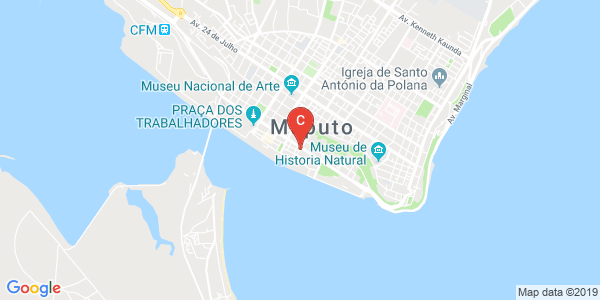 CFM
Av. 24 de Julho
Av. Kenneth Kaunda
Igreja de Santo
António da Polana
Museu Nacional de Arte
Av. Marginal
PRAÇA DOS
TRABALHADORES
C
Maputo
Museu de
Historia Natural
Google
Map data ©2019